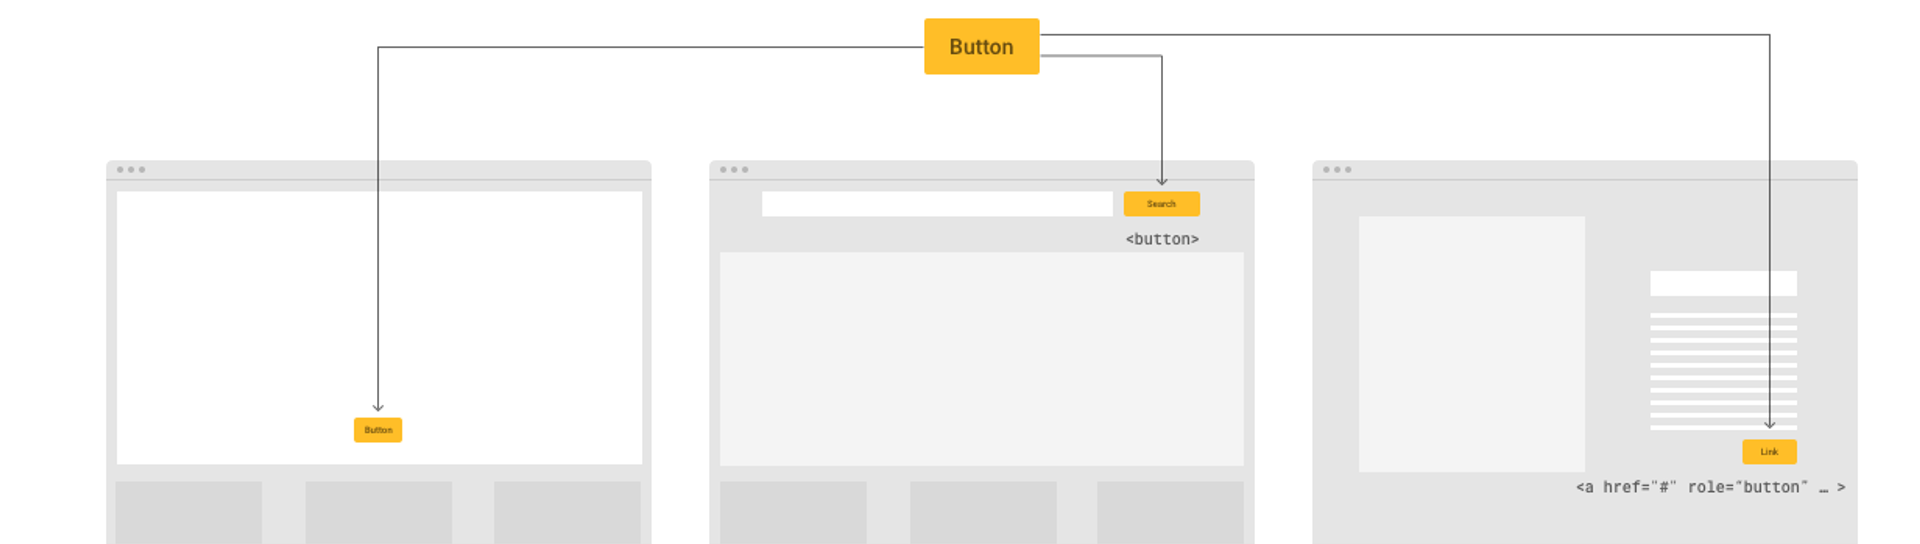 Button
Search
<button>
Button
Link
<a href="#" role="button" … >